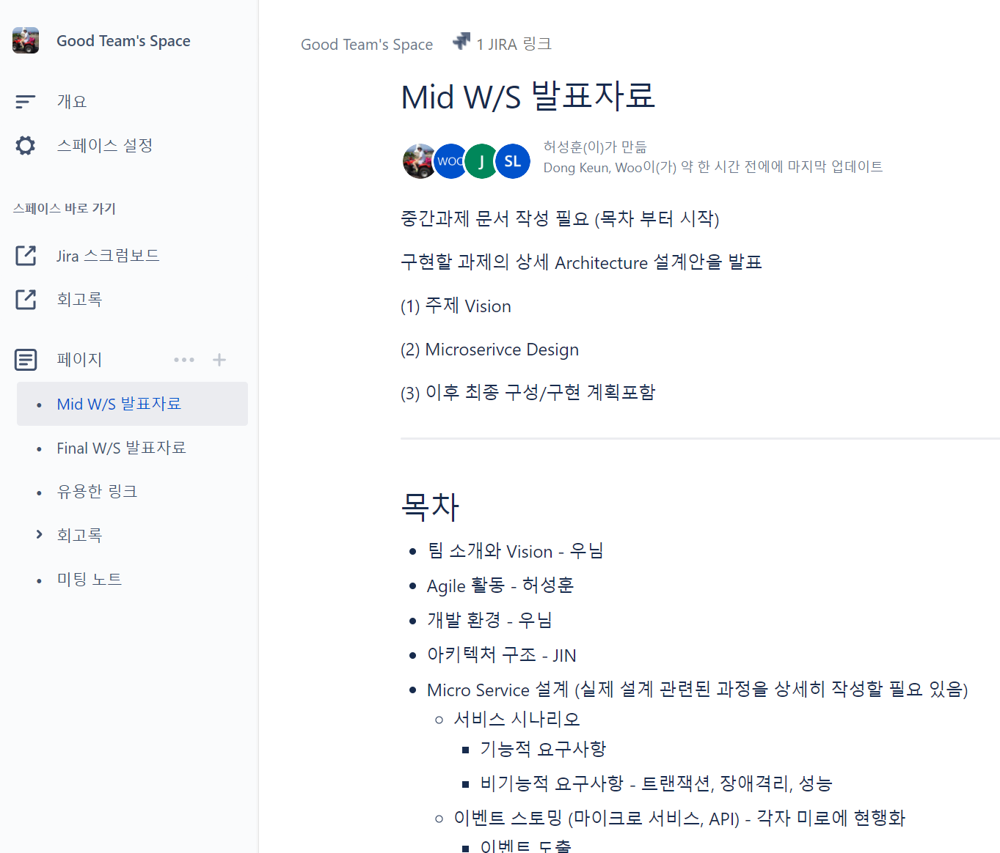 Good Team's Space
개요
스페이스 설정
스페이스 바로 가기
Jira 스크럼보드
회고록
페이지
Mid W/S 발표자료
Final W/S 발표자료
유용한 링크
회고록
미팅 노트
Good Team's Space
1 JIRA 링크
Mid W/S 발표자료
WOO
J
SL
허성훈(이)가 만듦
Dong Keun, Woo이(가) 약 한 시간 전에에 마지막 업데이트
중간과제 문서 작성 필요 (목차 부터 시작)
구현할 과제의 상세 Architecture 설계안을 발표
(1) 주제 Vision
(2) Microserivce Design
(3) 이후 최종 구성/구현 계획포함
목차
팀 소개와 Vision - 우님
Agile 활동 - 허성훈
개발 환경 - 우님
아키텍처 구조 - JIN
Micro Service 설계 (실제 설계 관련된 과정을 상세히 작성할 필요 있음)
서비스 시나리오
기능적 요구사항
비기능적 요구사항 - 트랜잭션, 장애격리, 성능
이벤트 스토밍 (마이크로 서비스, API) - 각자 미로에 현행화
이벤트 도출